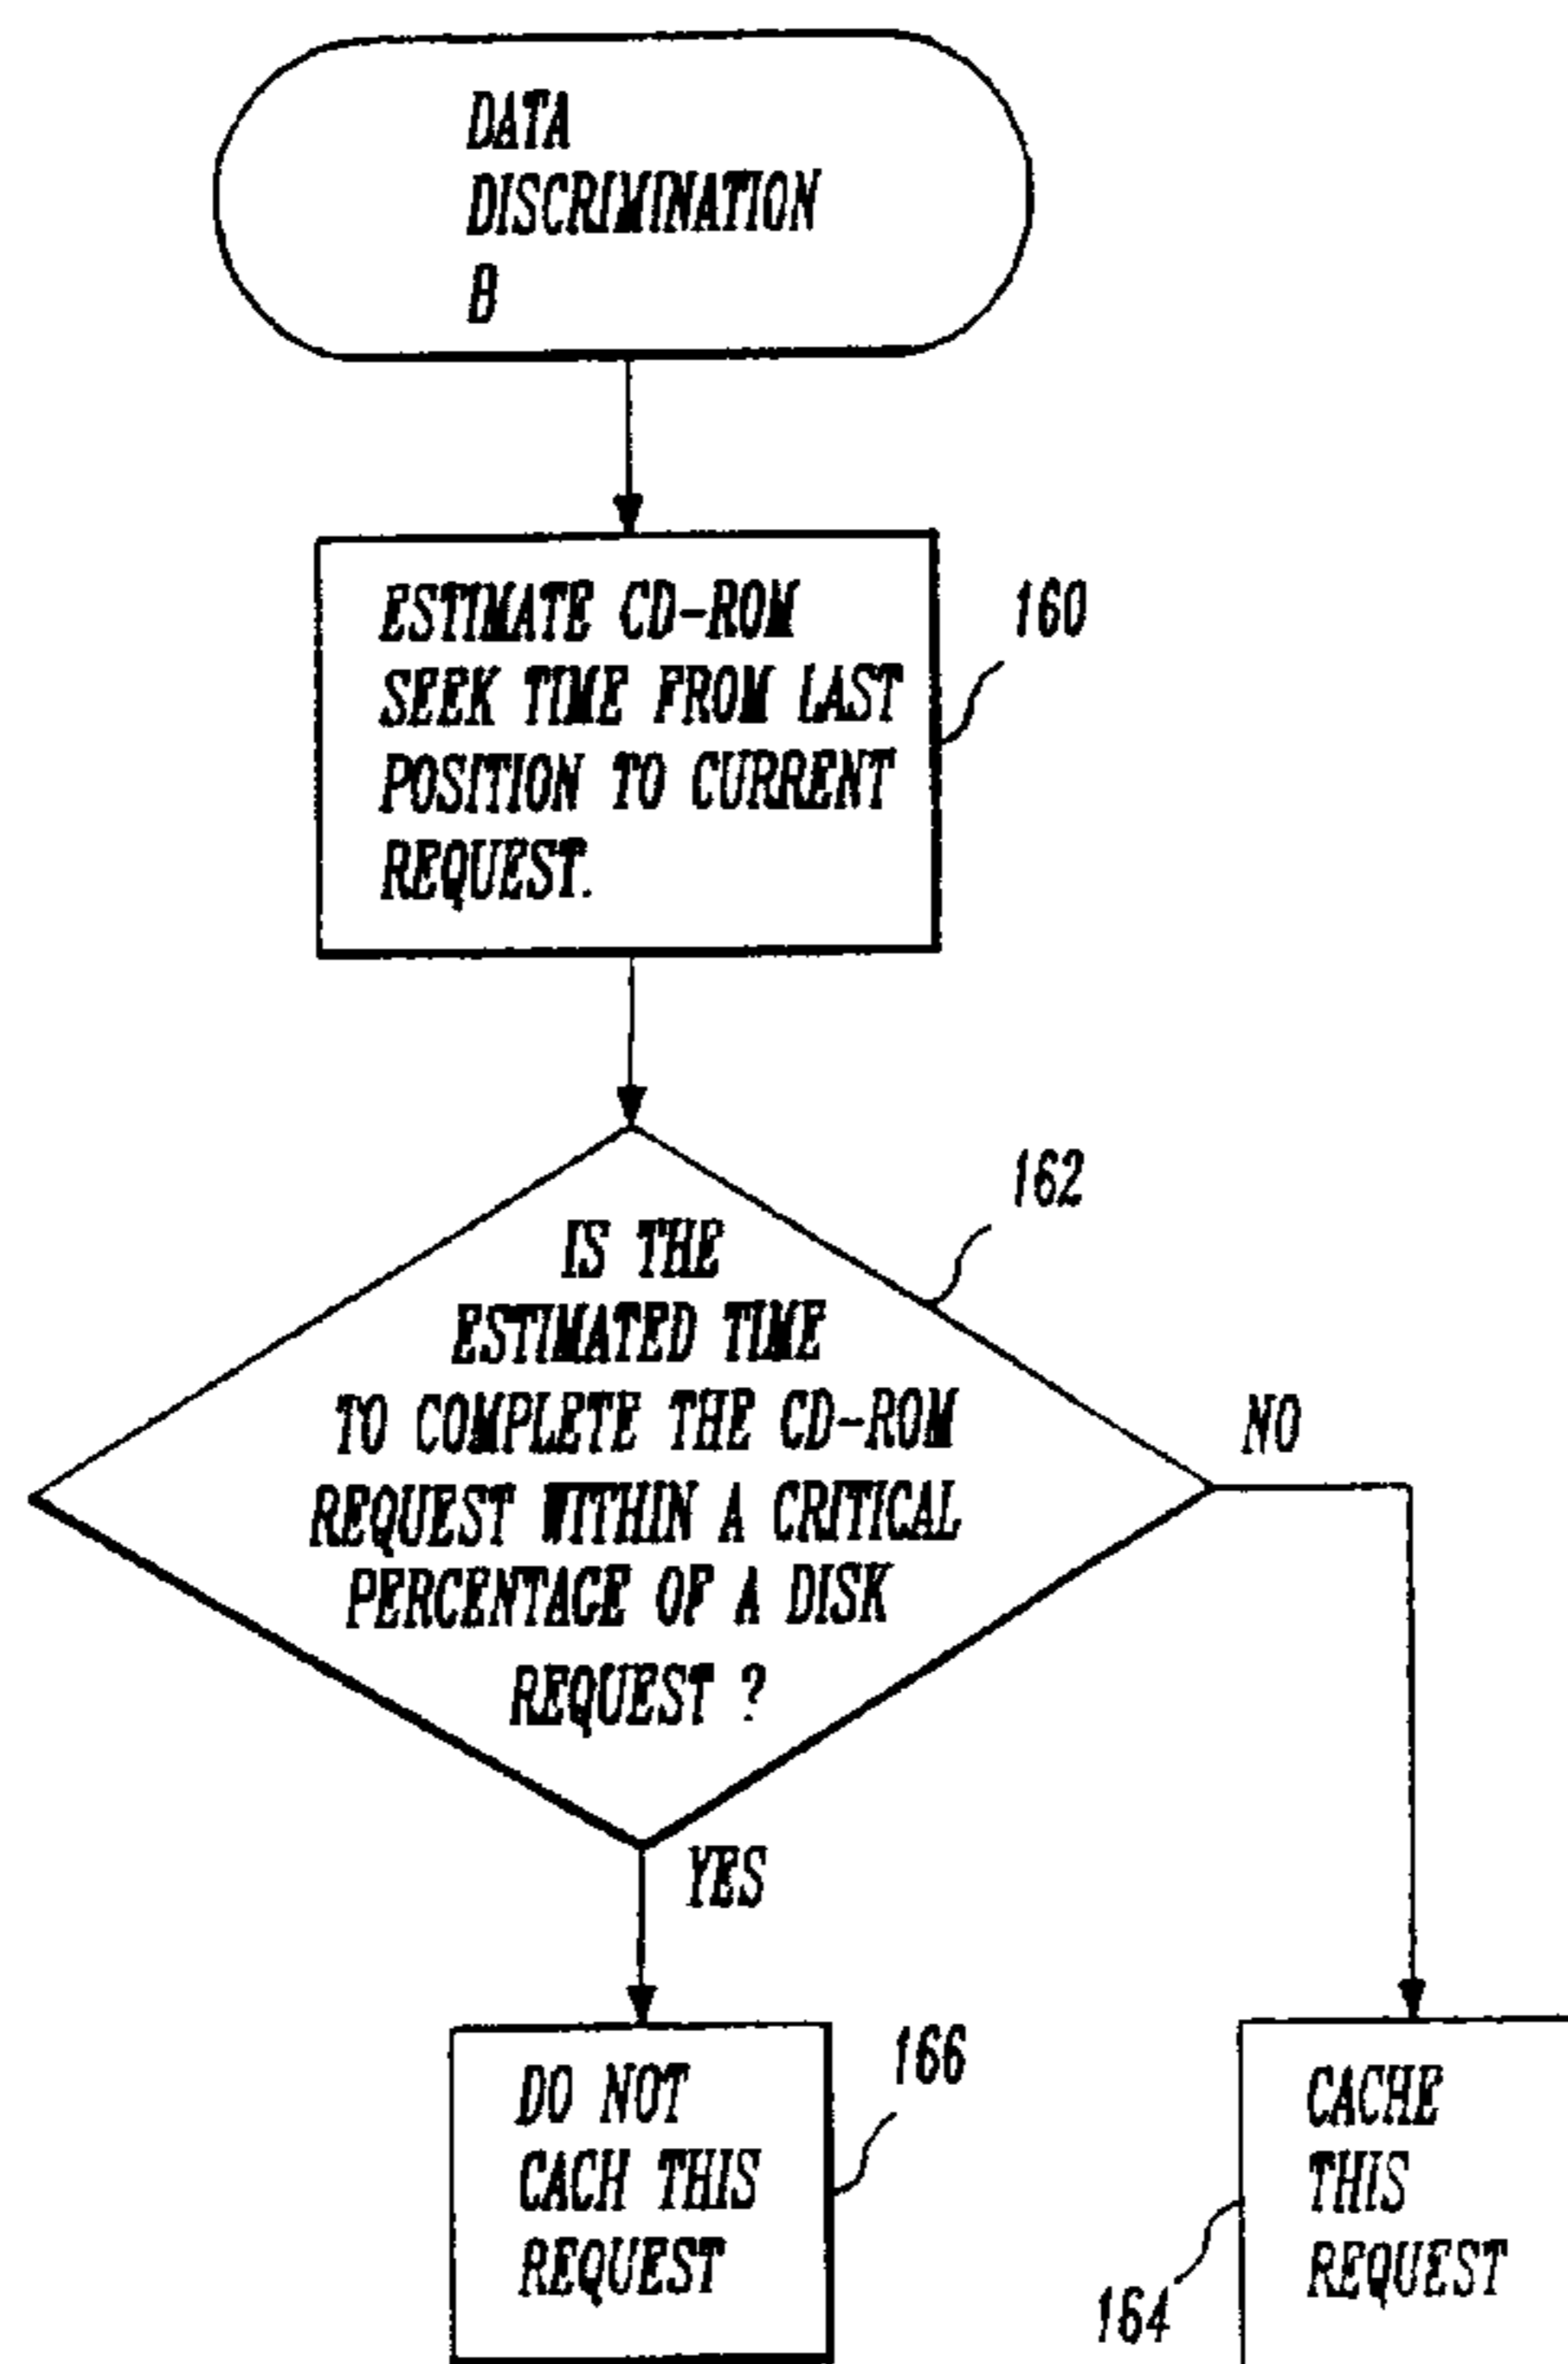 DATA
DISCRIMINATION
B
ESTIMATE CD-ROM
SEEK TIME FROM LAST
POSITION TO CURRENT
REQUEST.
160
IS THE
ESTIMATED TIME
TO COMPLETE THE CD-ROM
REQUEST WITHIN A CRITICAL
PERCENTAGE OF A DISK
REQUEST ?
162
NO
YES
DO NOT
CACH THIS
REQUEST
166
CACHE
THIS
REQUEST
164